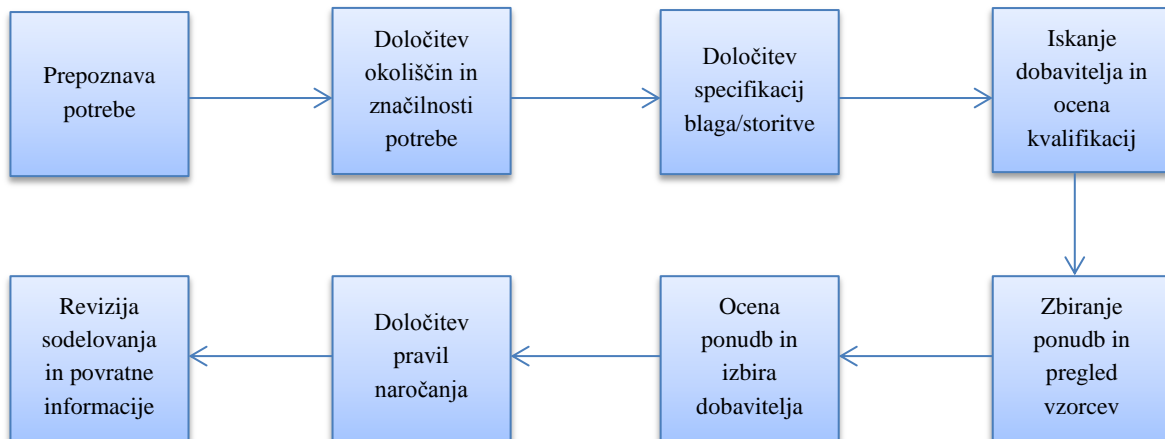 Prepoznava
potrebe
Določitev
okoliščin in
značilnosti
potrebe
Določitev
specifikacij
blaga/storitve
Iskanje
dobavitelja in
ocena
kvalifikacij
Zbiranje
ponudb in
pregled
vzorcev
Ocena
ponudb in
izbira
dobavitelja
Določitev
pravil
naročanja
Revizija
sodelovanja
in povratne
informacije